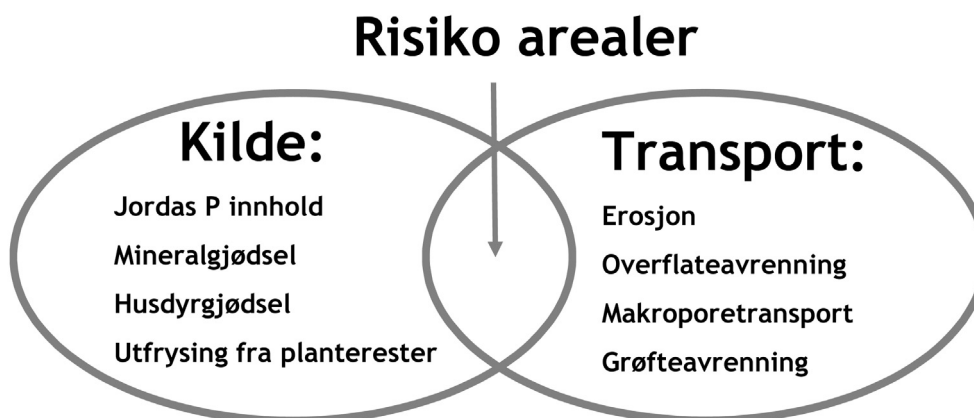 Risiko arealer
Kilde:
Jordas P innhold
Mineralgjødsel
Husdyrgjødsel
Utfrysing fra planterester
Transport:
Erosjon
Overflateavrenning
Makroporetransport
Grøfteavrenning